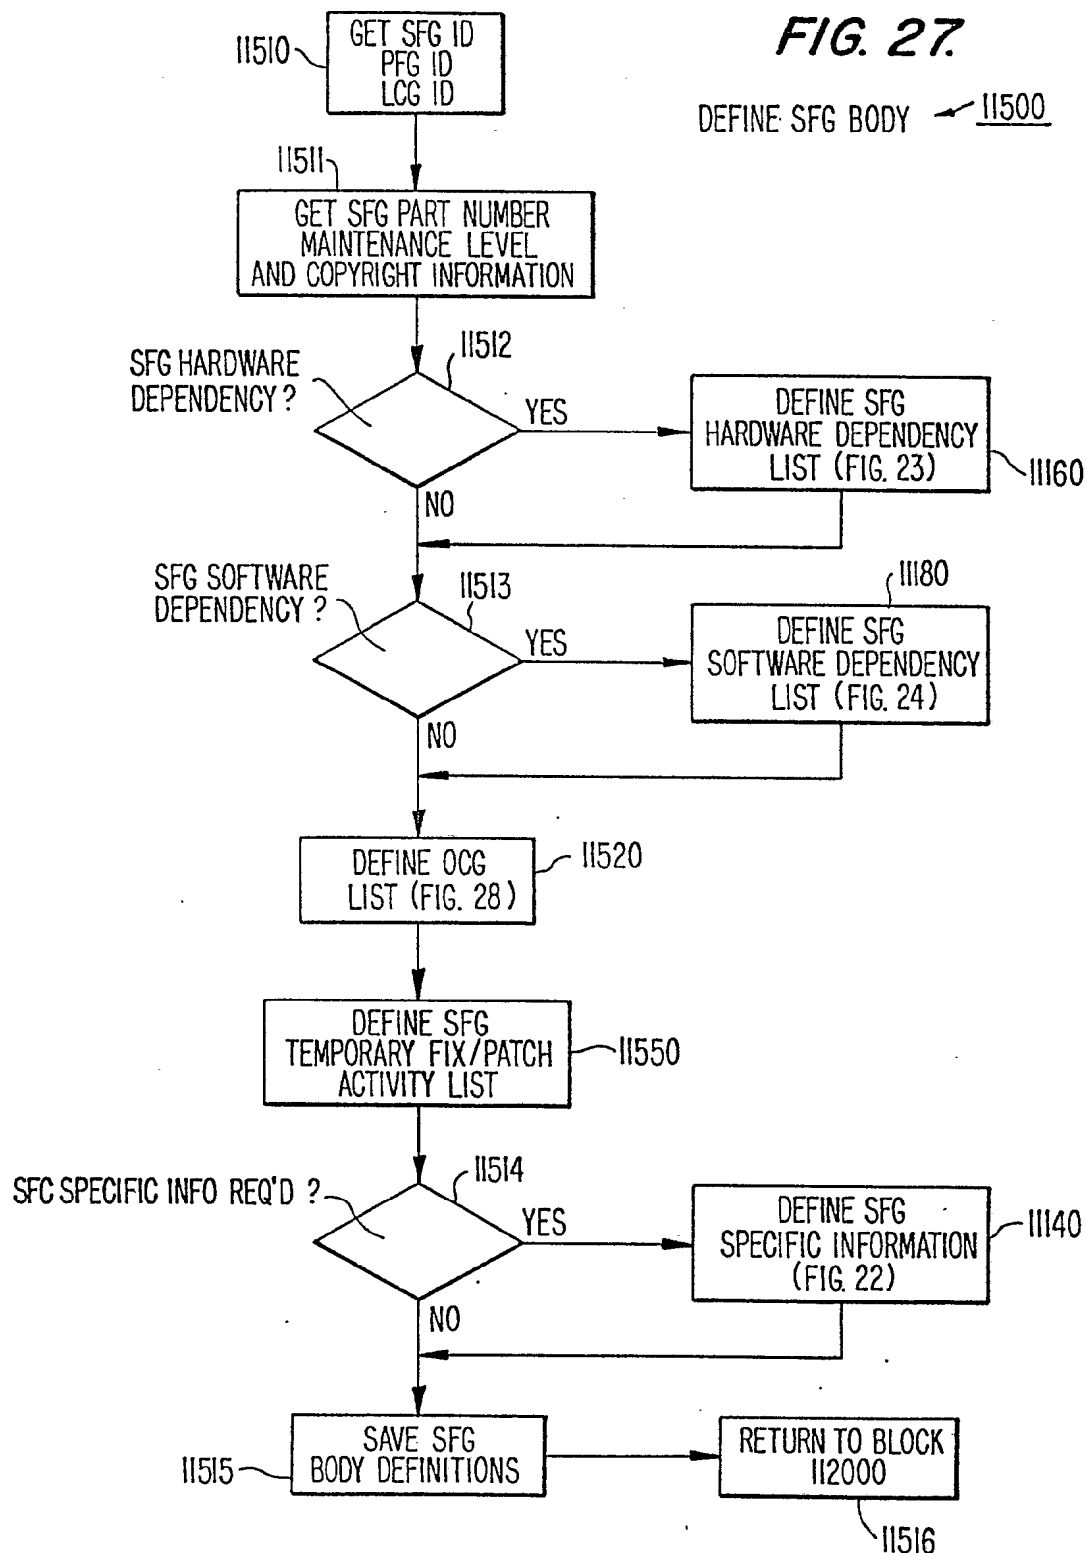 FIG. 27.
DEFINE SFG BODY
11500
11510
GET SFG ID
PFG ID
LCG ID
11511
GET SFG PART NUMBER
MAINTENANCE LEVEL
AND COPYRIGHT INFORMATION
SFG HARDWARE
DEPENDENCY ?
11512
YES
NO
DEFINE SFG
HARDWARE DEPENDENCY
LIST (FIG. 23)
11160
SFG SOFTWARE
DEPENDENCY ?
11513
YES
NO
11180
DEFINE SFG
SOFTWARE DEPENDENCY
LIST (FIG. 24)
DEFINE OCG
LIST (FIG. 28)
11520
DEFINE SFG
TEMPORARY FIX/PATCH
ACTIVITY LIST
11550
SFC SPECIFIC INFO REQ'D ?
11514
YES
NO
DEFINE SFG
SPECIFIC INFORMATION
(FIG. 22)
11140
SAVE SFG
BODY DEFINITIONS
11515
RETURN TO BLOCK
112000
11516